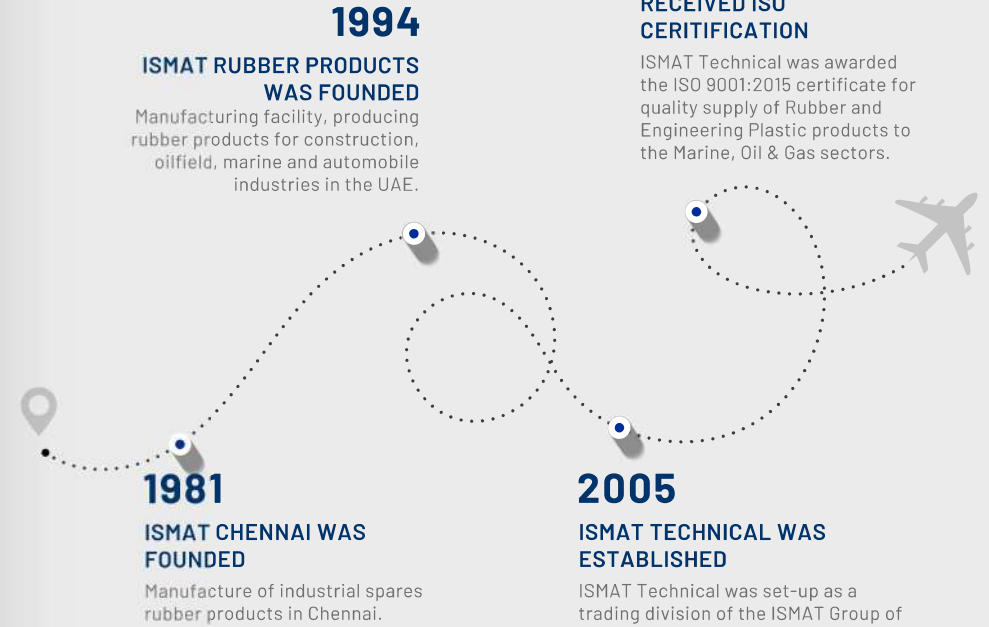 1994
ISMAT RUBBER PRODUCTS
WAS FOUNDED
Manufacturing facility, producing
rubber products for construction,
oilfield, marine and automobile
industries in the UAE.
RECEIVED ISO
CERITIFICATION
ISMAT Technical was awarded
the ISO 9001:2015 certificate for
quality supply of Rubber and
Engineering Plastic products to
the Marine, Oil & Gas sectors.
1981
ISMAT CHENNAI WAS
FOUNDED
Manufacture of industrial spares
rubber products in Chennai.
2005
ISMAT TECHNICAL WAS
ESTABLISHED
ISMAT Technical was set-up as a
trading division of the ISMAT Group of